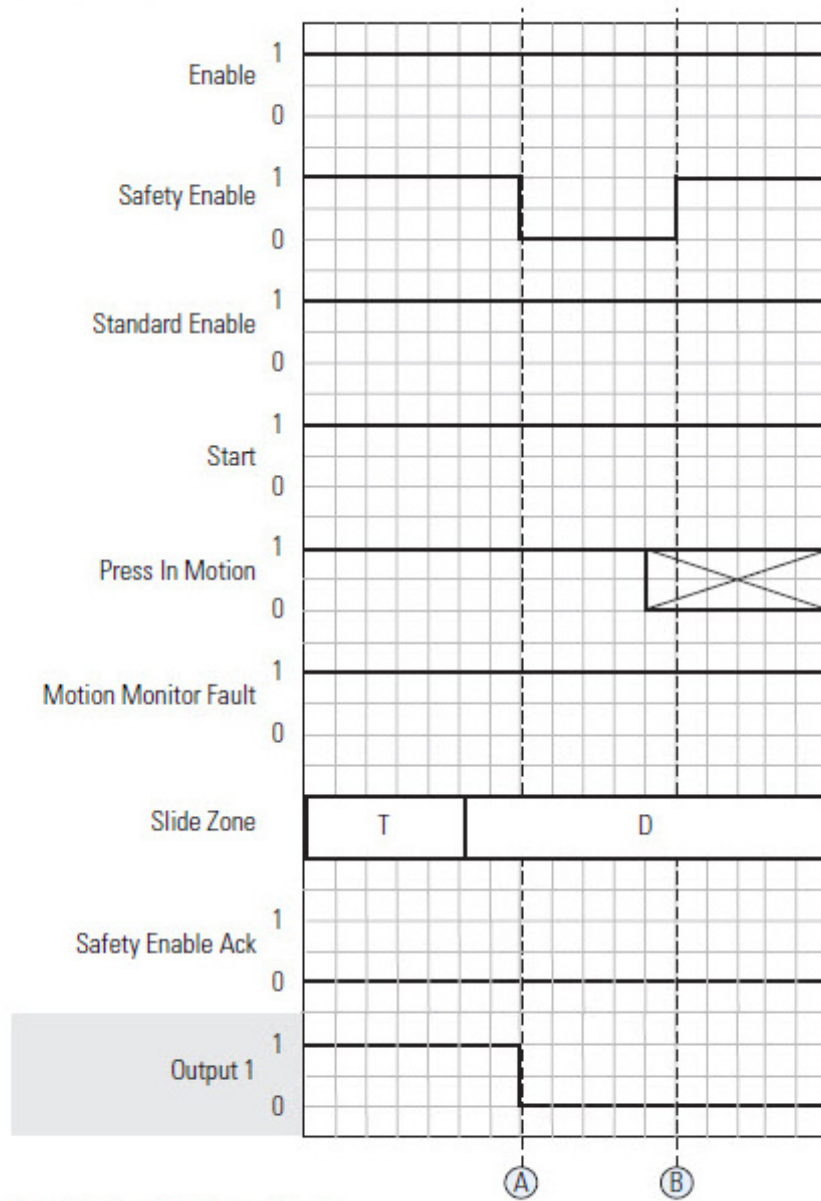 1
Enable
0
1
Safety Enable
0
1
Standard Enable
0
1
Start
0
1
Press In Motion
0
1
Motion Monitor Fault
0
Slide Zone T D
1
Safety Enable Ack
0
1
Output 1
0
A B